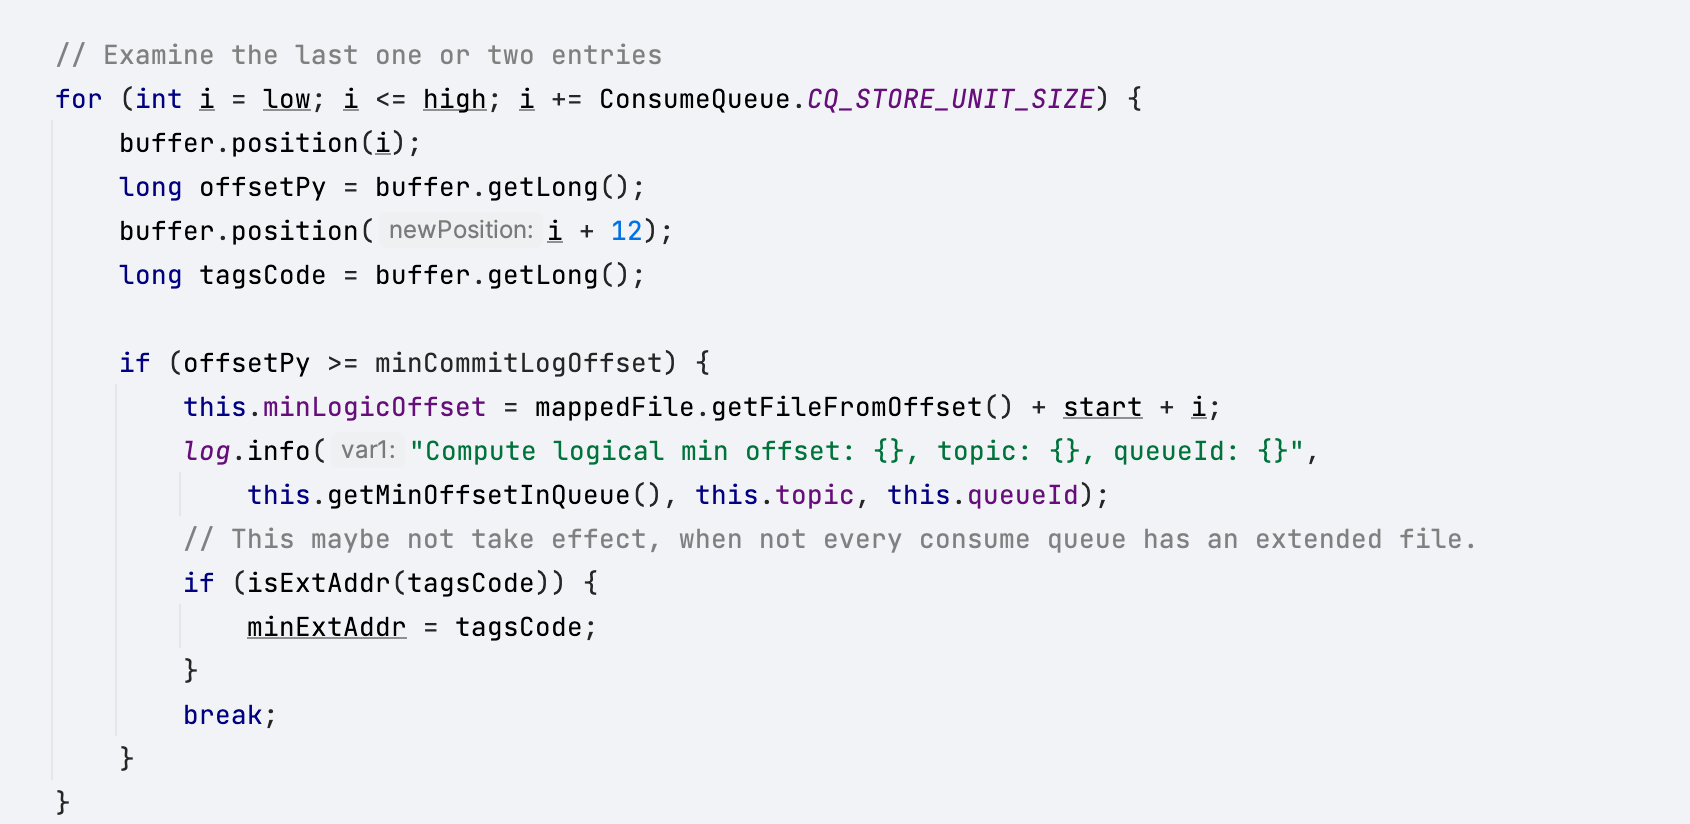 // Examine the last one or two entries
for (int i = low; i <= high; i += ConsumeQueue.CQ_STORE_UNIT_SIZE) {
    buffer.position(i);
    long offsetPy = buffer.getLong();
    buffer.position( newPosition: i + 12);
    long tagsCode = buffer.getLong();

    if (offsetPy >= minCommitLogOffset) {
        this.minLogicOffset = mappedFile.getFileFromOffset() + start + i;
        log.info( var1: "Compute logical min offset: {}, topic: {}, queueId: {}",
            this.getMinOffsetInQueue(), this.topic, this.queueId);
        // This maybe not take effect, when not every consume queue has an extended file.
        if (isExtAddr(tagsCode)) {
            minExtAddr = tagsCode;
        }
        break;
    }
}